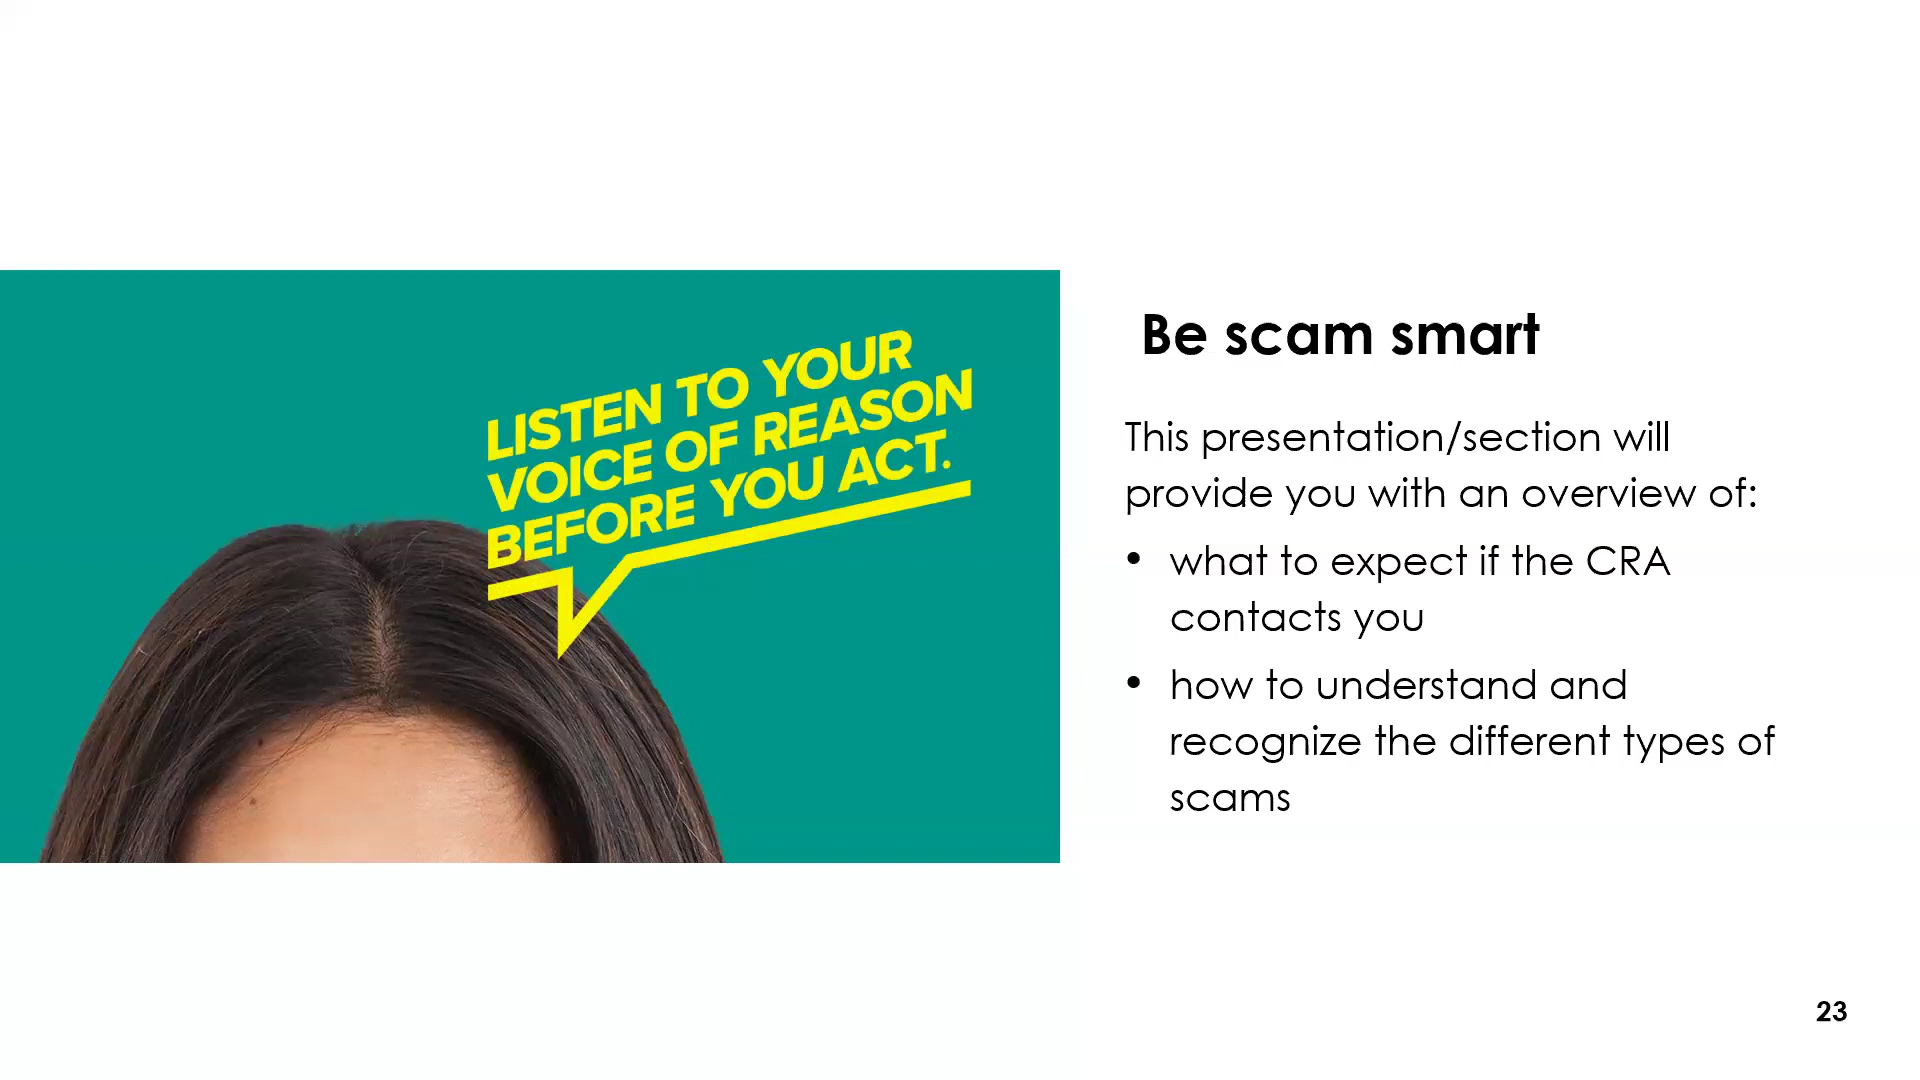 LISTEN TO YOUR
VOICE OF REASON
BEFORE YOU ACT.
Be scam smart
This presentation/section will
provide you with an overview of:
• what to expect if the CRA
contacts you
• how to understand and
recognize the different types of
scams
23